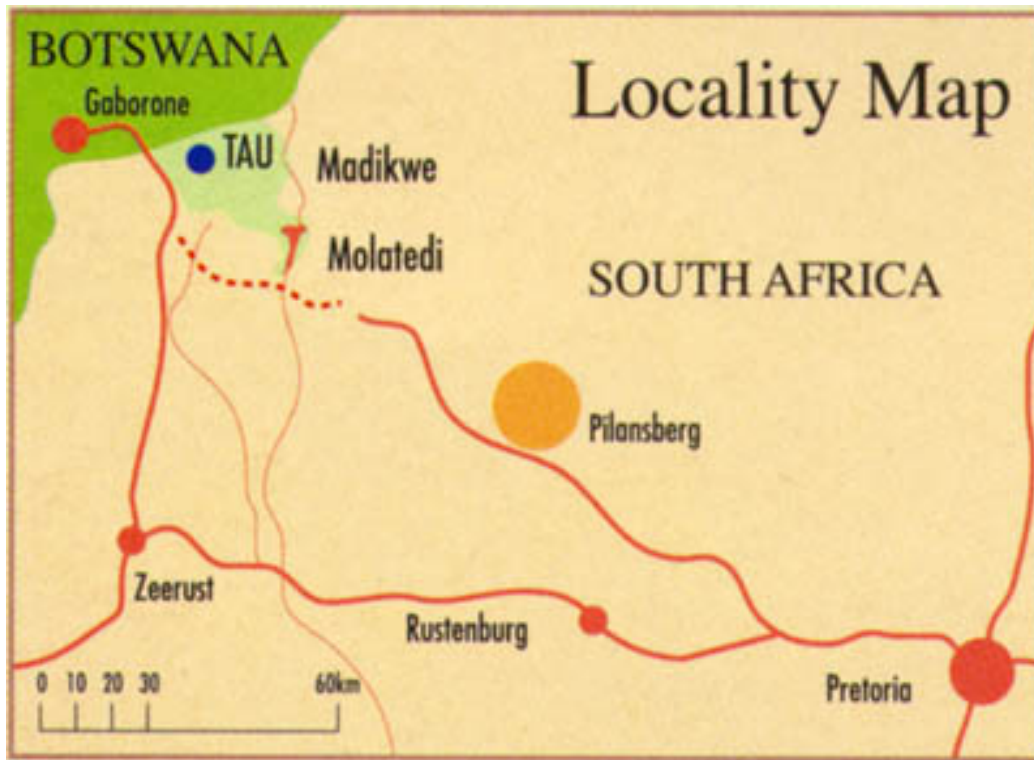 BOTSWANA
Gaborone
Locality Map
TAU
Madikwe
Molatedi
SOUTH AFRICA
Pilansberg
Zeerust
Rustenburg
Pretoria
0 10 20 30 60km